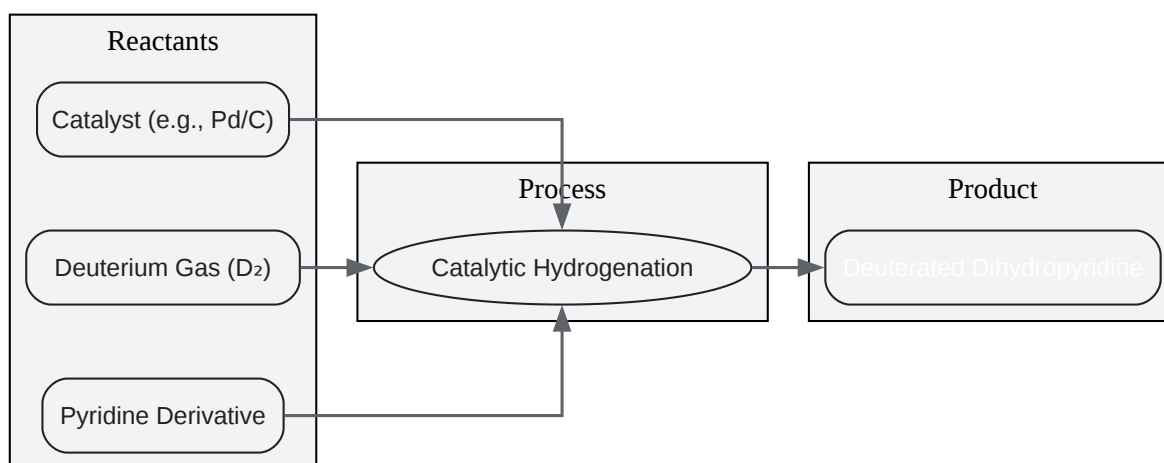 Reactants
Catalyst (e.g., Pd/C)
Process
Product
Deuterium Gas (D₂)
Catalytic Hydrogenation
Deuterated Dihydropyridine
Pyridine Derivative